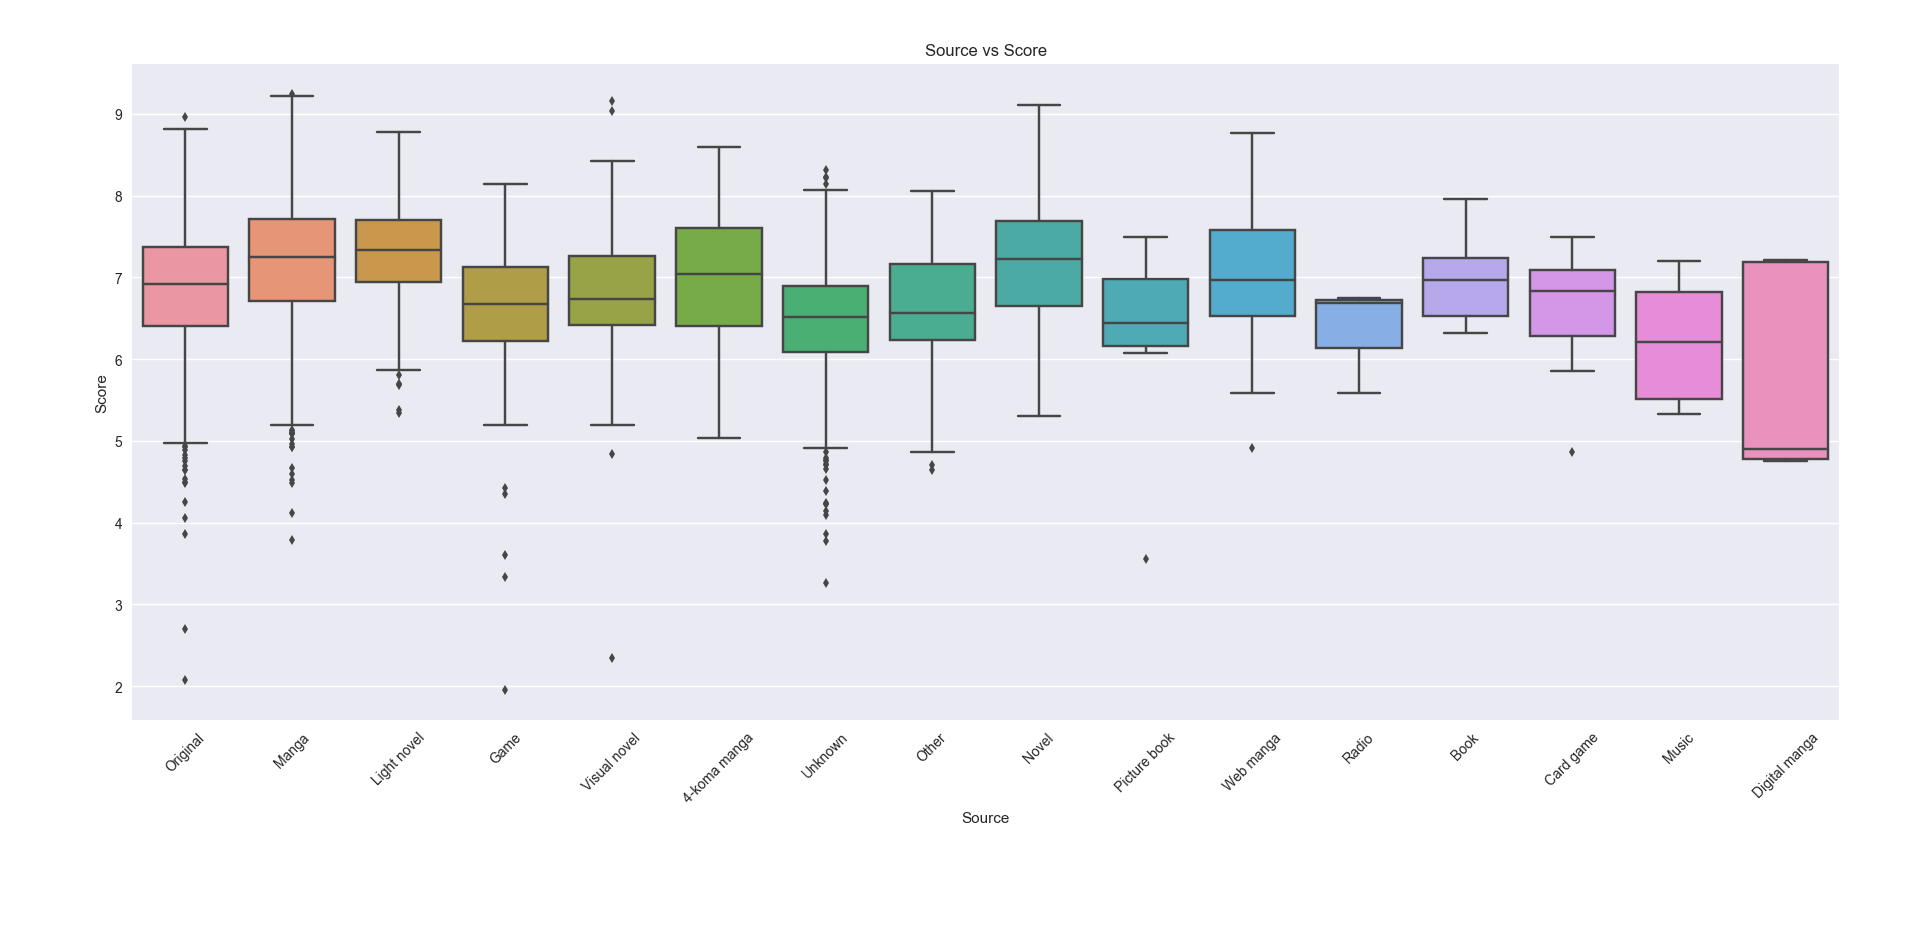 Source vs Score
9
8
7
6
5
4
3
2
Score
Original
Manga
Light novel
Game
Visual novel
4-koma manga
Unknown
Other
Novel
Picture book
Web manga
Radio
Book
Card game
Music
Digital manga
Source